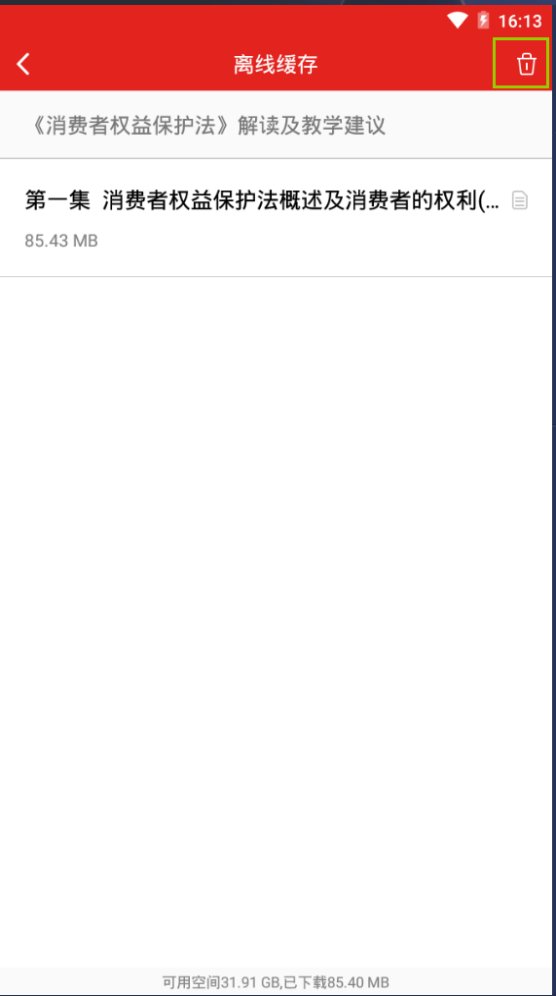 16:13
离线缓存
《消费者权益保护法》解读及教学建议
第一集 消费者权益保护法概述及消费者的权利(...
85.43 MB
可用空间31.91 GB,已下载85.40 MB